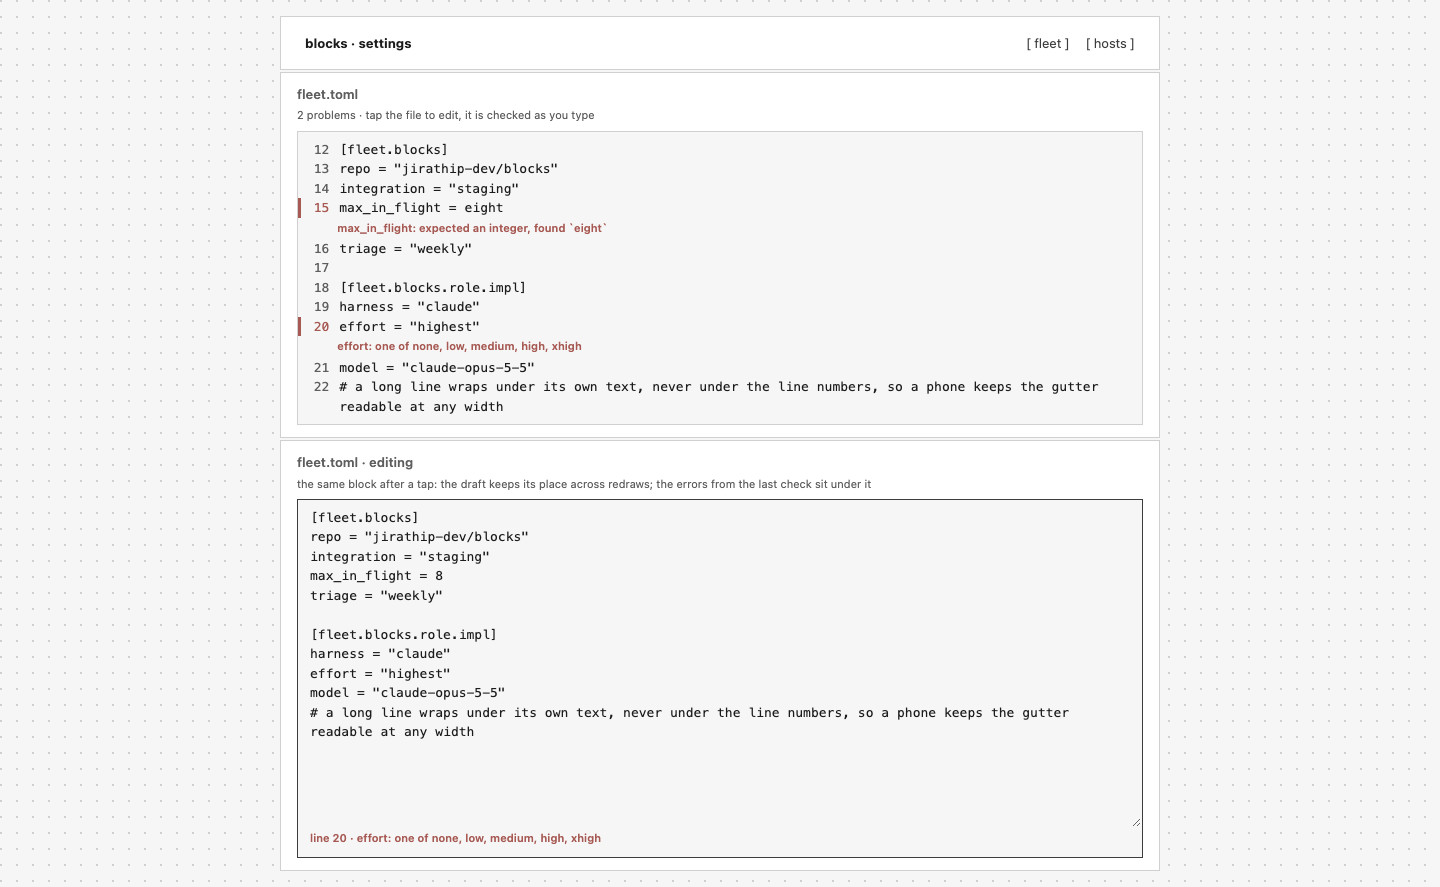 blocks · settings
[ fleet ] [ hosts ]
fleet.toml
2 problems · tap the file to edit, it is checked as you type
12 [fleet.blocks]
13 repo = "jirathip-dev/blocks"
14 integration = "staging"
15 max_in_flight = eight
max_in_flight: expected an integer, found `eight`
16 triage = "weekly"
17
18 [fleet.blocks.role.impl]
19 harness = "claude"
20 effort = "highest"
effort: one of none, low, medium, high, xhigh
21 model = "claude-opus-5-5"
22 # a long line wraps under its own text, never under the line numbers, so a phone keeps the gutter
readable at any width
fleet.toml · editing
the same block after a tap: the draft keeps its place across redraws; the errors from the last check sit under it
[fleet.blocks]
repo = "jirathip-dev/blocks"
integration = "staging"
max_in_flight = 8
triage = "weekly"
[fleet.blocks.role.impl]
harness = "claude"
effort = "highest"
model = "claude-opus-5-5"
# a long line wraps under its own text, never under the line numbers, so a phone keeps the gutter
readable at any width
line 20 · effort: one of none, low, medium, high, xhigh